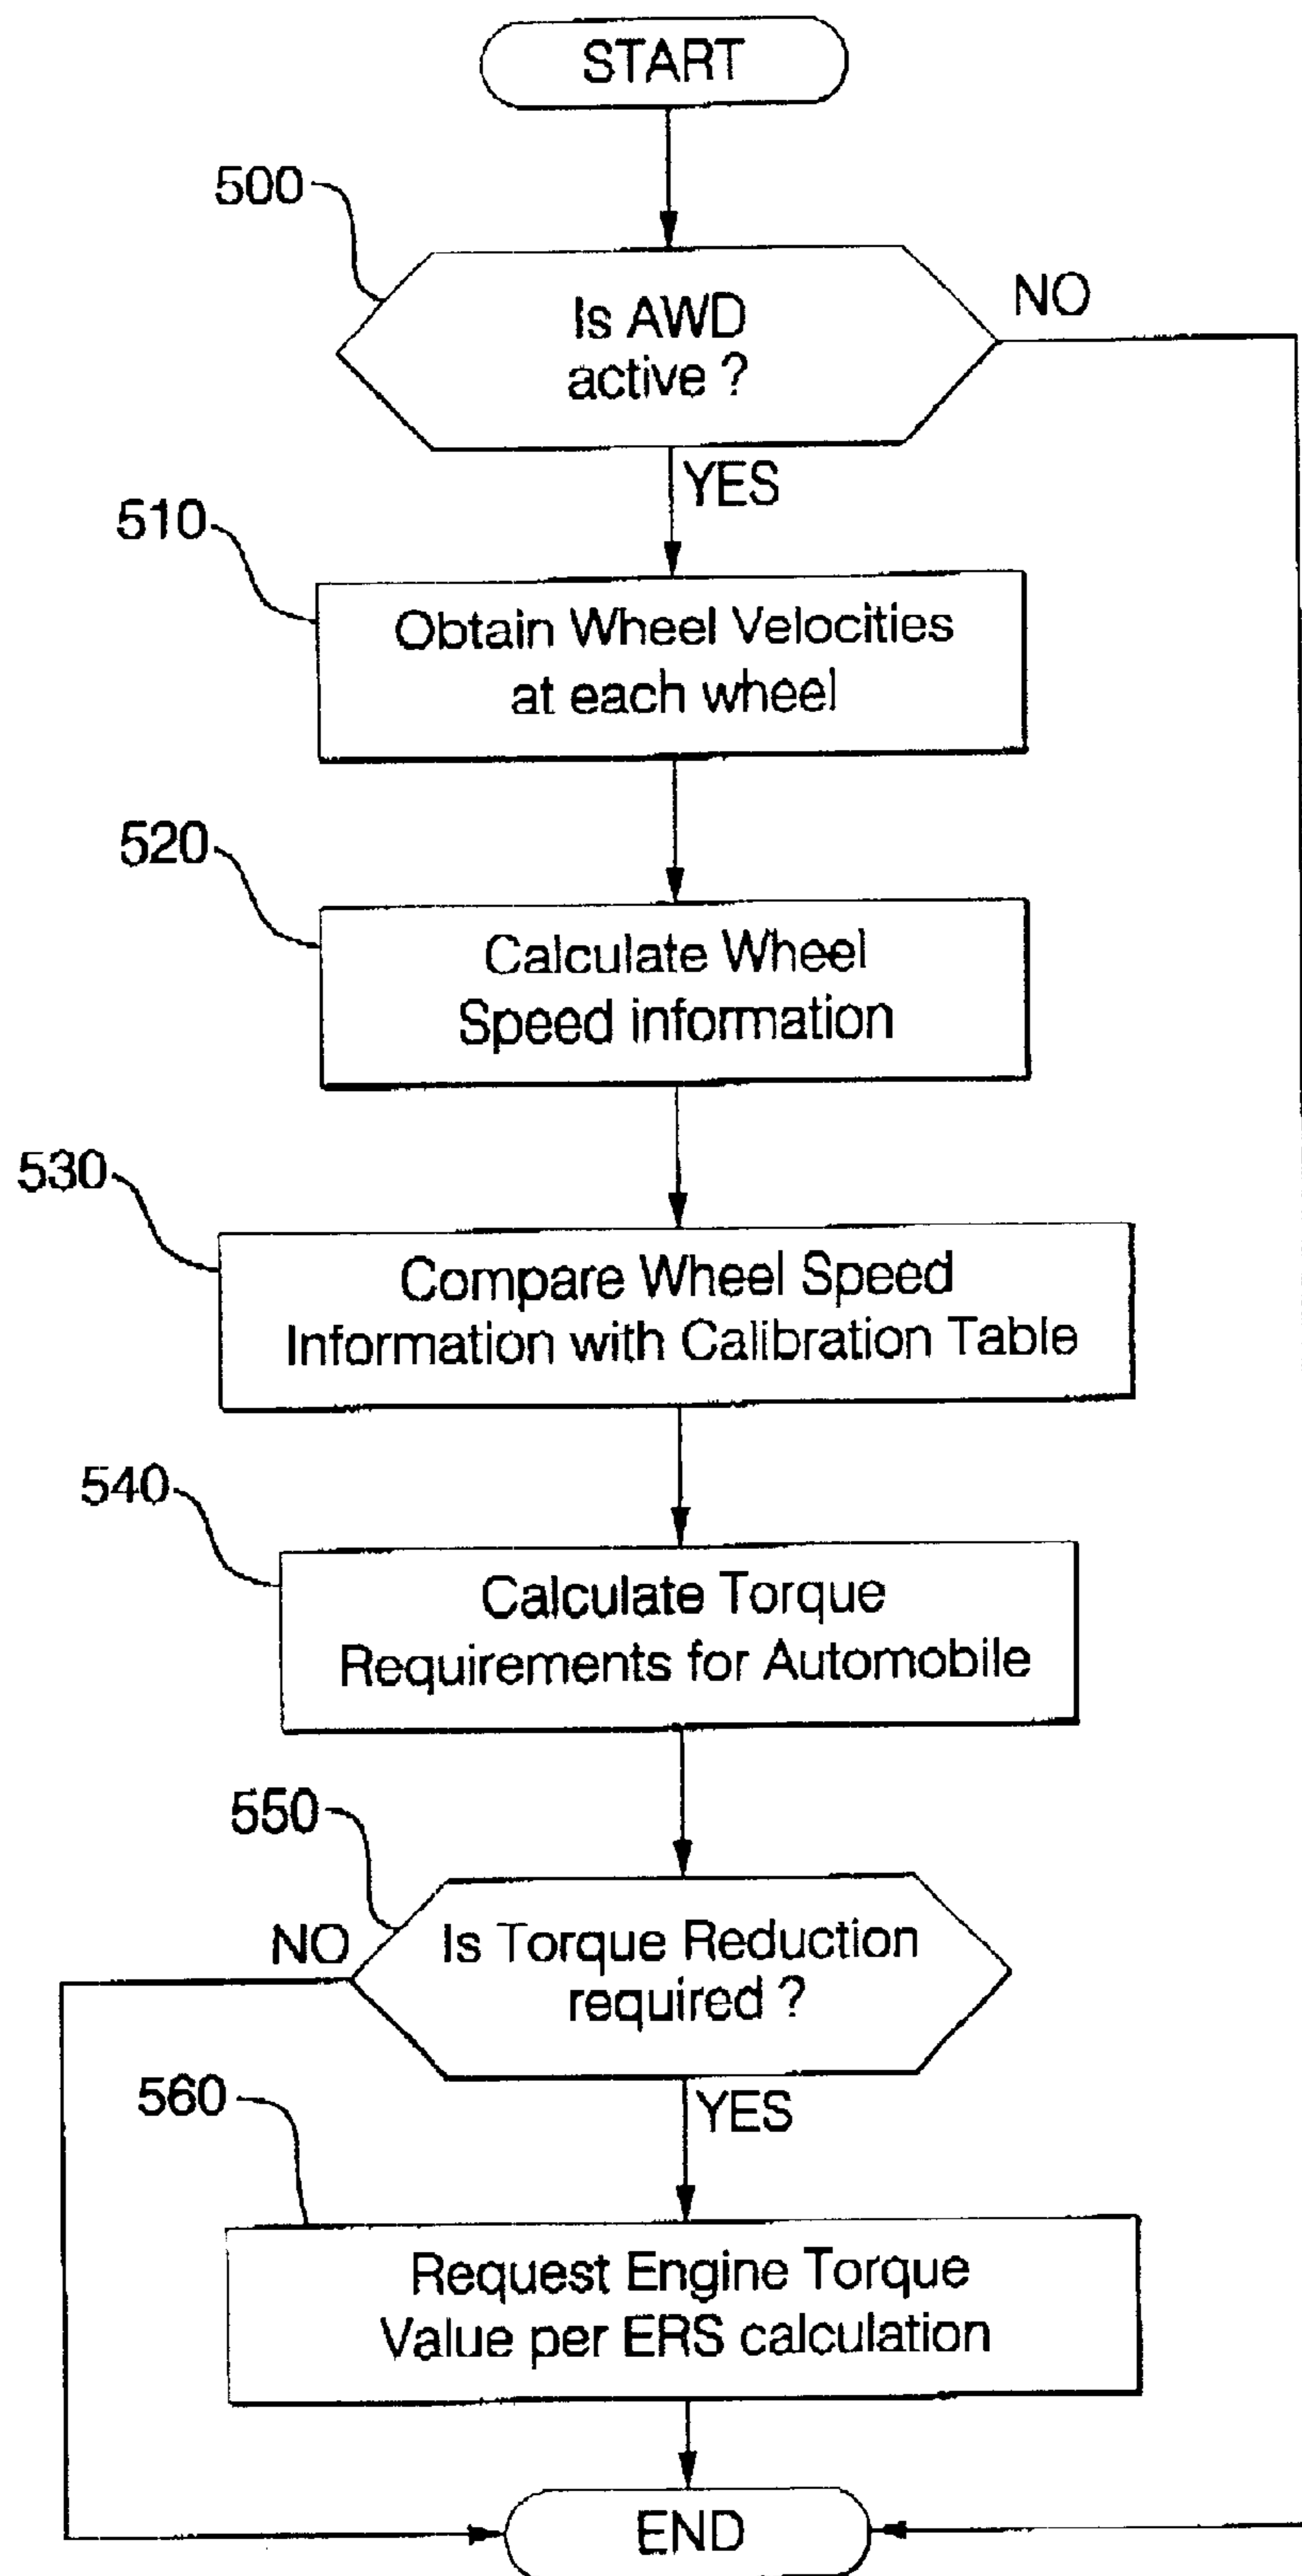 START
500
Is AWD
active ?
NO
YES
510
Obtain Wheel Velocities
at each wheel
520
Calculate Wheel
Speed information
530
Compare Wheel Speed
Information with Calibration Table
540
Calculate Torque
Requirements for Automobile
550
NO
Is Torque Reduction
required ?
YES
560
Request Engine Torque
Value per ERS calculation
END